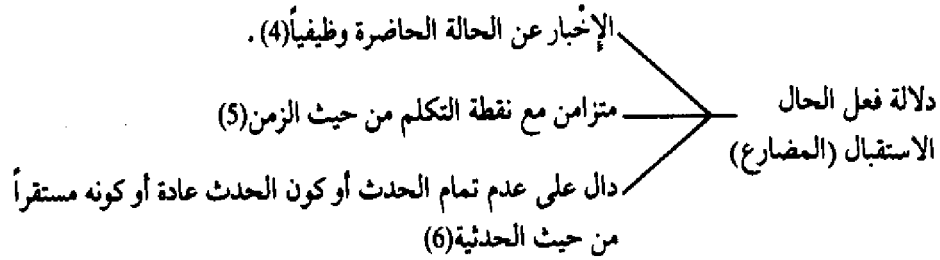 الإخبار عن الحالة الحاضرة وظيفياً(4).
متزامن مع نقطة التكلم من حيث الزمن(5)
دلالة فعل الحال
الاستقبال (المضارع)
دال على عدم تمام الحدث أو كون الحدث عادة أو كونه مستقراً
من حيث الحدثية(6)